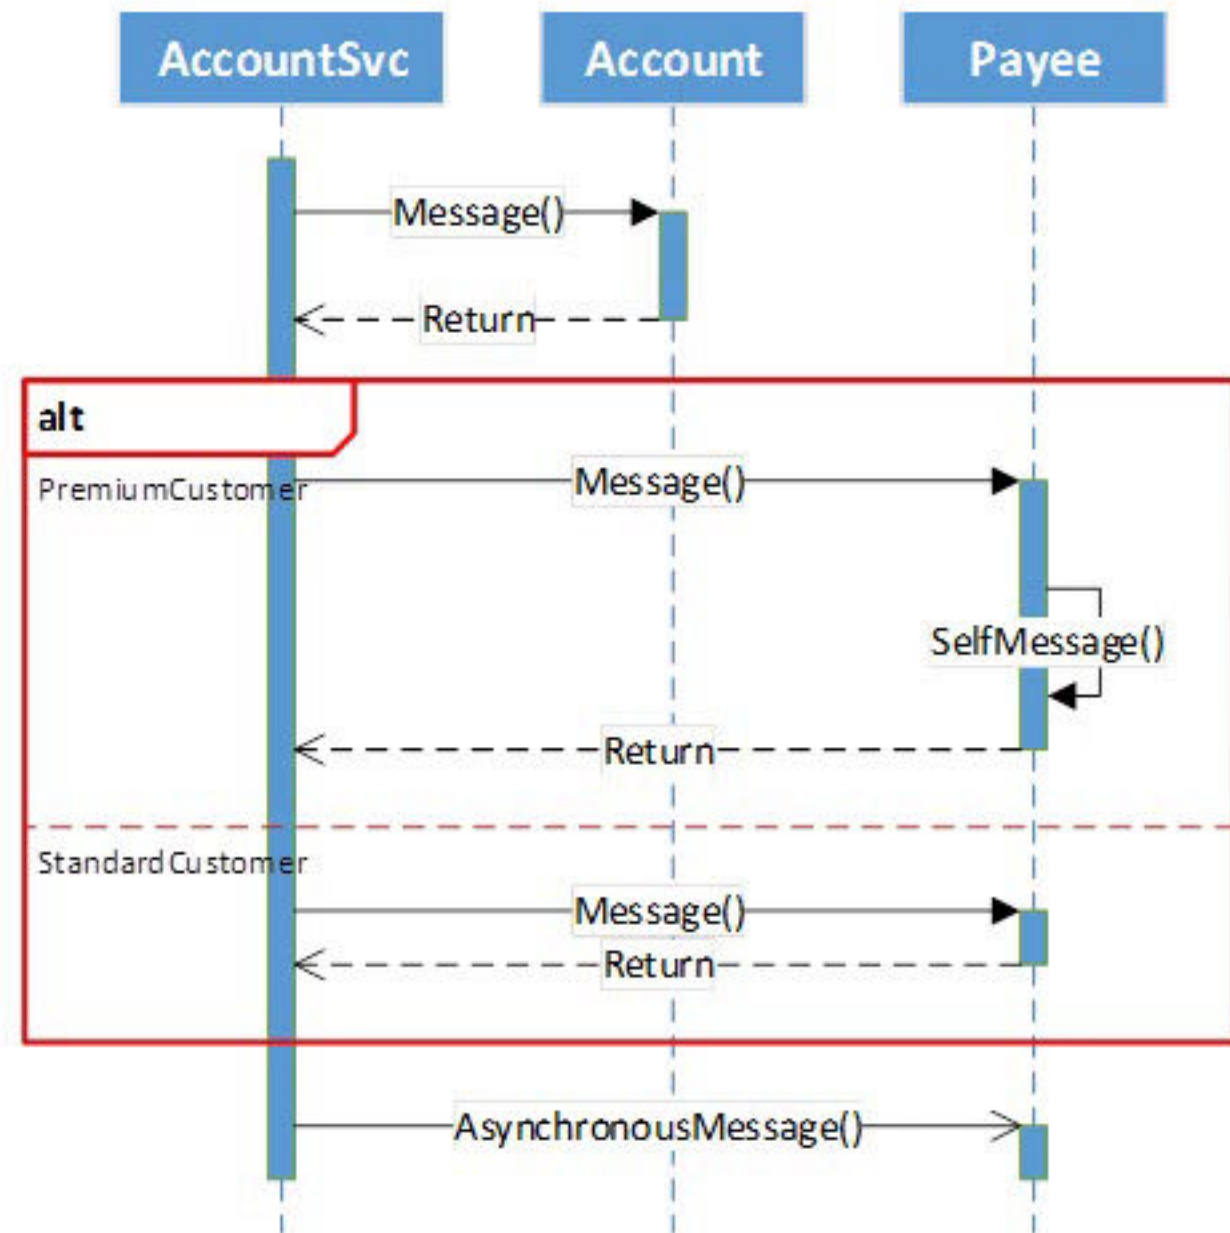 AccountSvc
Account
Payee
Message()
Return
alt
PremiumCustomer
Message()
SelfMessage()
Return
StandardCustomer
Message()
Return
AsynchronousMessage()